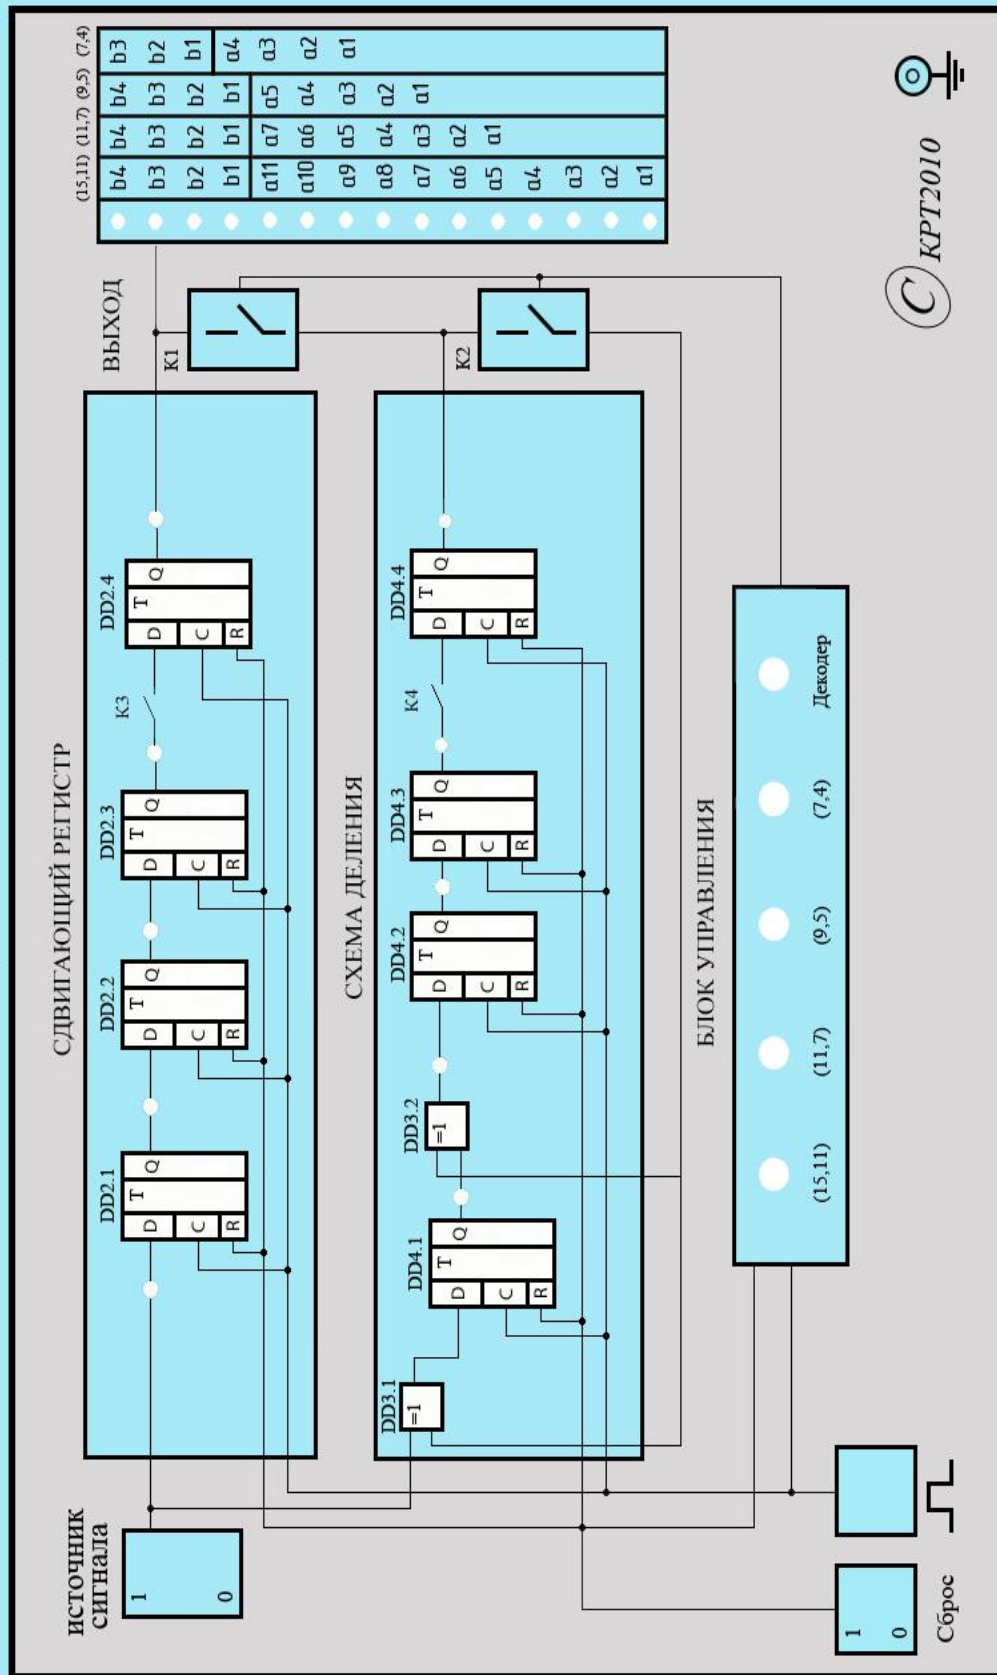 ИСТОЧНИК
СИГНАЛА
1
0
СДВИГАЮЩИЙ РЕГИСТР
DD2.1
D T Q
C
R
DD2.2
D T Q
C
R
DD2.3
D T Q
C
R
К3
DD2.4
D T Q
C
R
ВЫХОД
К1
(15,11) (11,7) (9,5) (7,4)
b4 b4 b4 b3
b3 b3 b3 b2
b2 b2 b2 b1
b1 b1 b1 a4
a11 a7 a5 a3
a10 a6 a4 a2
a9 a5 a3 a1
a8 a4 a2
a7 a3 a1
a6 a2
a5 a1
a4
a3
a2
a1
СХЕМА ДЕЛЕНИЯ
DD3.1
=1
DD4.1
D T Q
C
R
DD3.2
=1
DD4.2
D T Q
C
R
DD4.3
D T Q
C
R
К4
DD4.4
D T Q
C
R
К2
БЛОК УПРАВЛЕНИЯ
(15,11) (11,7) (9,5) (7,4) Декодер
1
0
Сброс
C КРТ2010